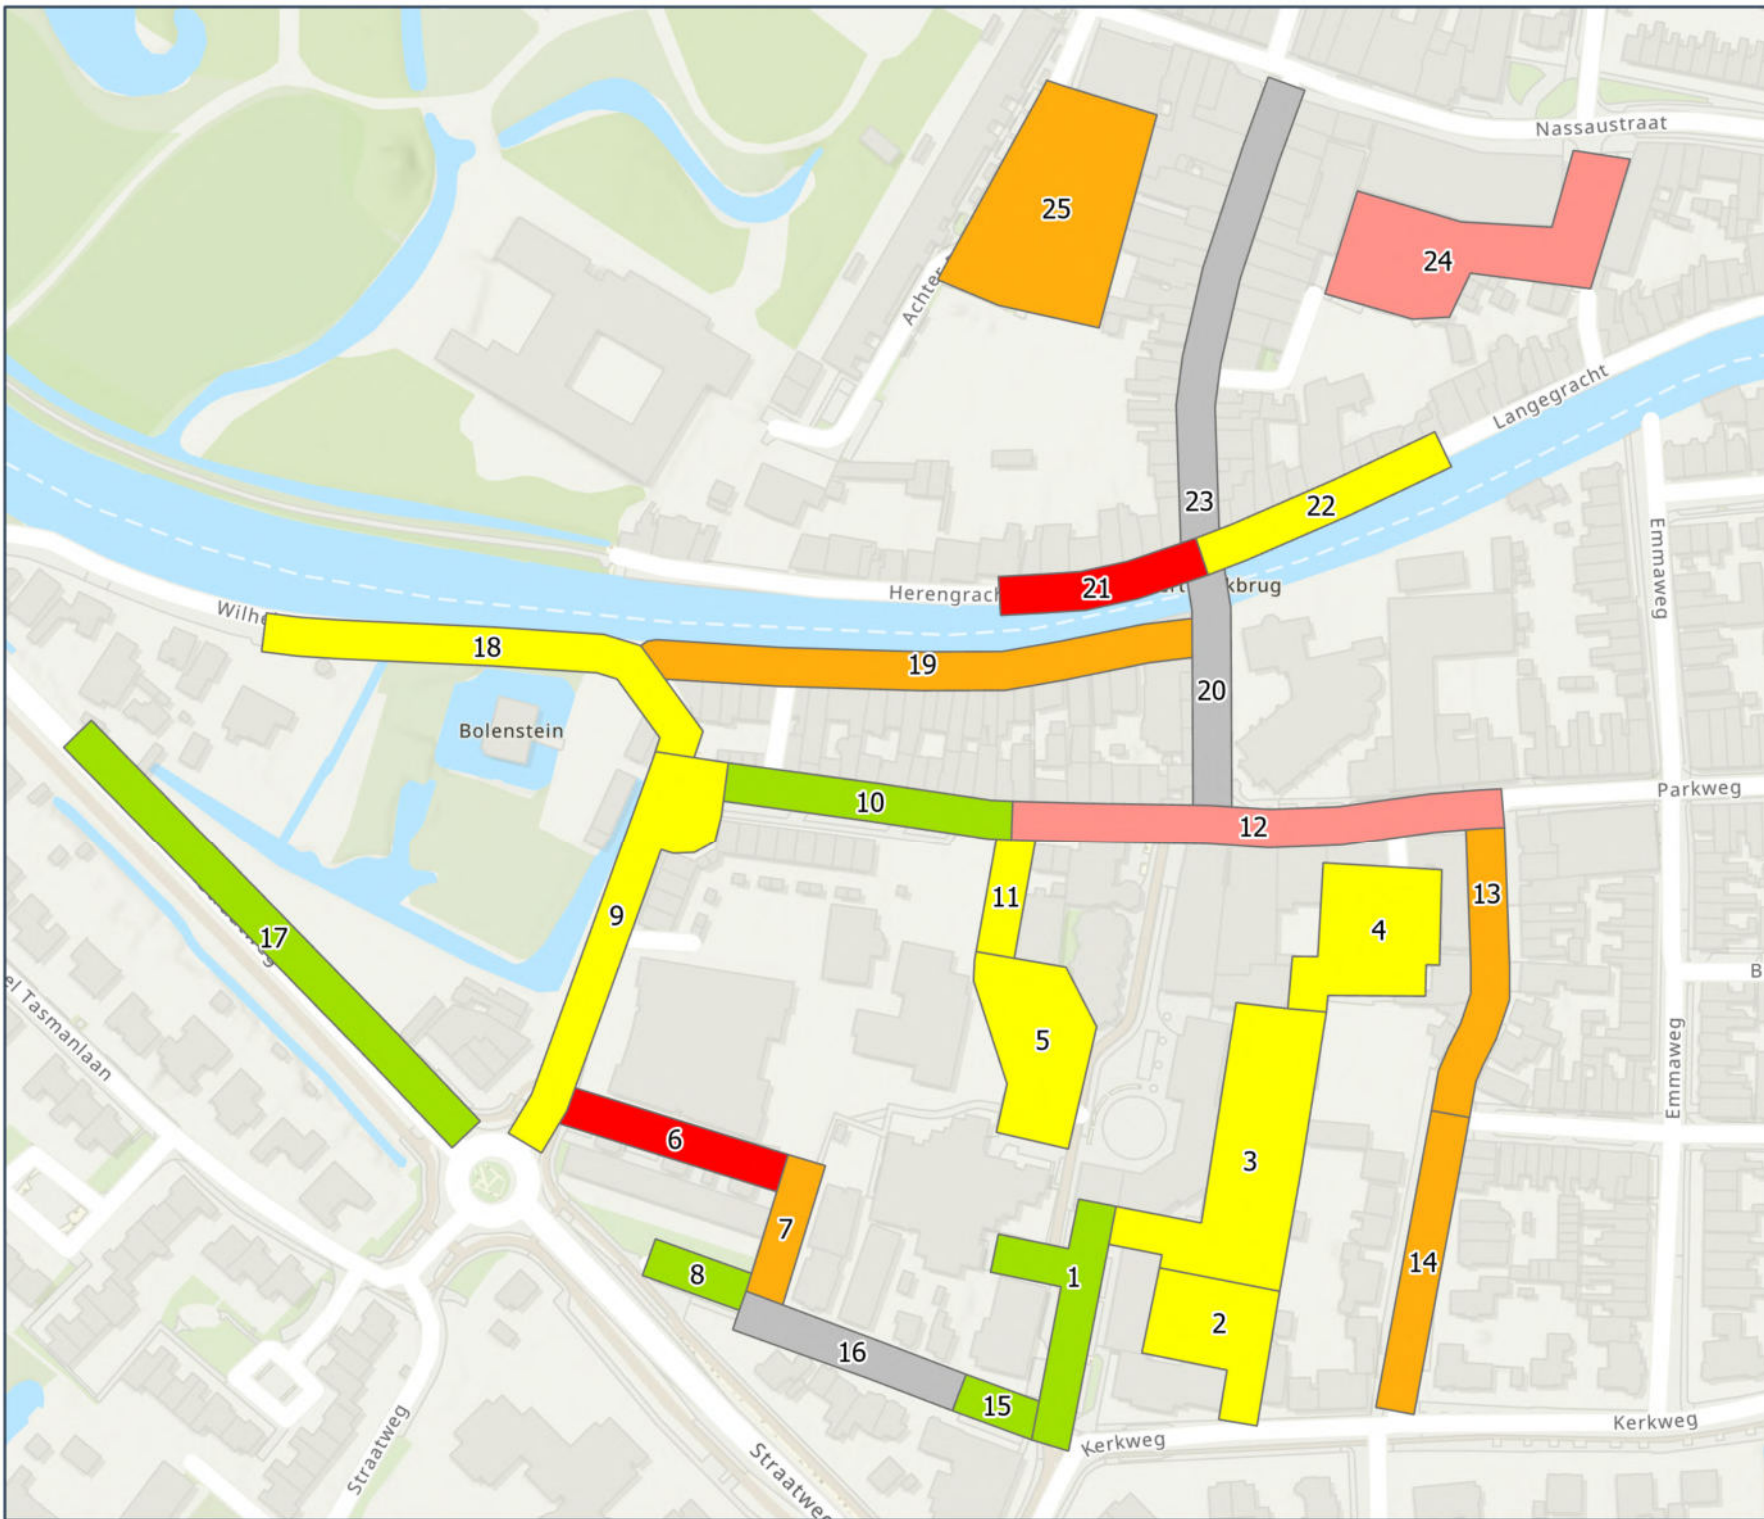 Nassaustraat
25
24
Achter
Langegracht
23
22
Emmaweg
Herengrach
21
kbrug
Wilhe
18
19
20
Bolenstein
Parkweg
10
12
13
11
4
9
17
el Tasmanlaan
B
5
Emmaweg
6
3
7
8
1
14
2
16
15
Straatweg
Kerkweg
Kerkweg
Straatweg